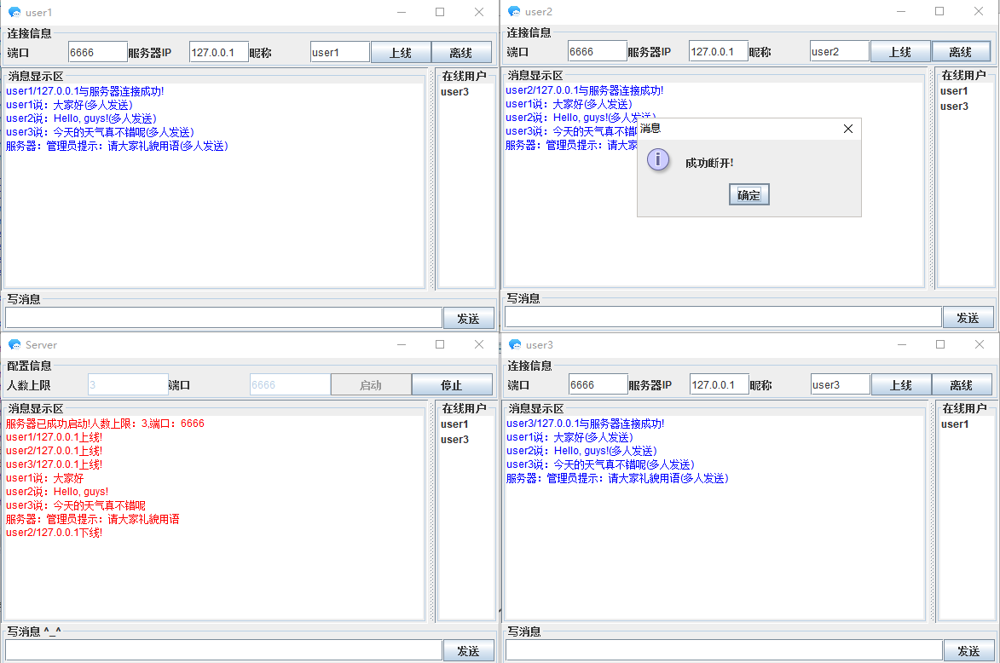 user1
连接信息
端口 6666 服务器IP 127.0.0.1 昵称 user1 上线 离线
消息显示区
user1/127.0.0.1与服务器连接成功!
user1说：大家好(多人发送)
user2说：Hello, guys!(多人发送)
user3说：今天的天气真不错呢(多人发送)
服务器：管理员提示：请大家礼貌用语(多人发送)
在线用户
user3
写消息
发送
user2
连接信息
端口 6666 服务器IP 127.0.0.1 昵称 user2 上线 离线
消息显示区
user2/127.0.0.1与服务器连接成功!
user1说：大家好(多人发送)
user2说：Hello, guys!(多人发送)
user3说：今天的天气真不错
服务器：管理员提示：请大家
在线用户
user1
user3
消息
成功断开!
确定
写消息
发送
Server
配置信息
人数上限 3 端口 6666 启动 停止
消息显示区
服务器已成功启动!人数上限：3,端口：6666
user1/127.0.0.1上线!
user2/127.0.0.1上线!
user3/127.0.0.1上线!
user1说：大家好
user2说：Hello, guys!
user3说：今天的天气真不错呢
服务器：管理员提示：请大家礼貌用语
user2/127.0.0.1下线!
在线用户
user1
user3
写消息 ^_^
发送
user3
连接信息
端口 6666 服务器IP 127.0.0.1 昵称 user3 上线 离线
消息显示区
user3/127.0.0.1与服务器连接成功!
user1说：大家好(多人发送)
user2说：Hello, guys!(多人发送)
user3说：今天的天气真不错呢(多人发送)
服务器：管理员提示：请大家礼貌用语(多人发送)
在线用户
user1
写消息
发送